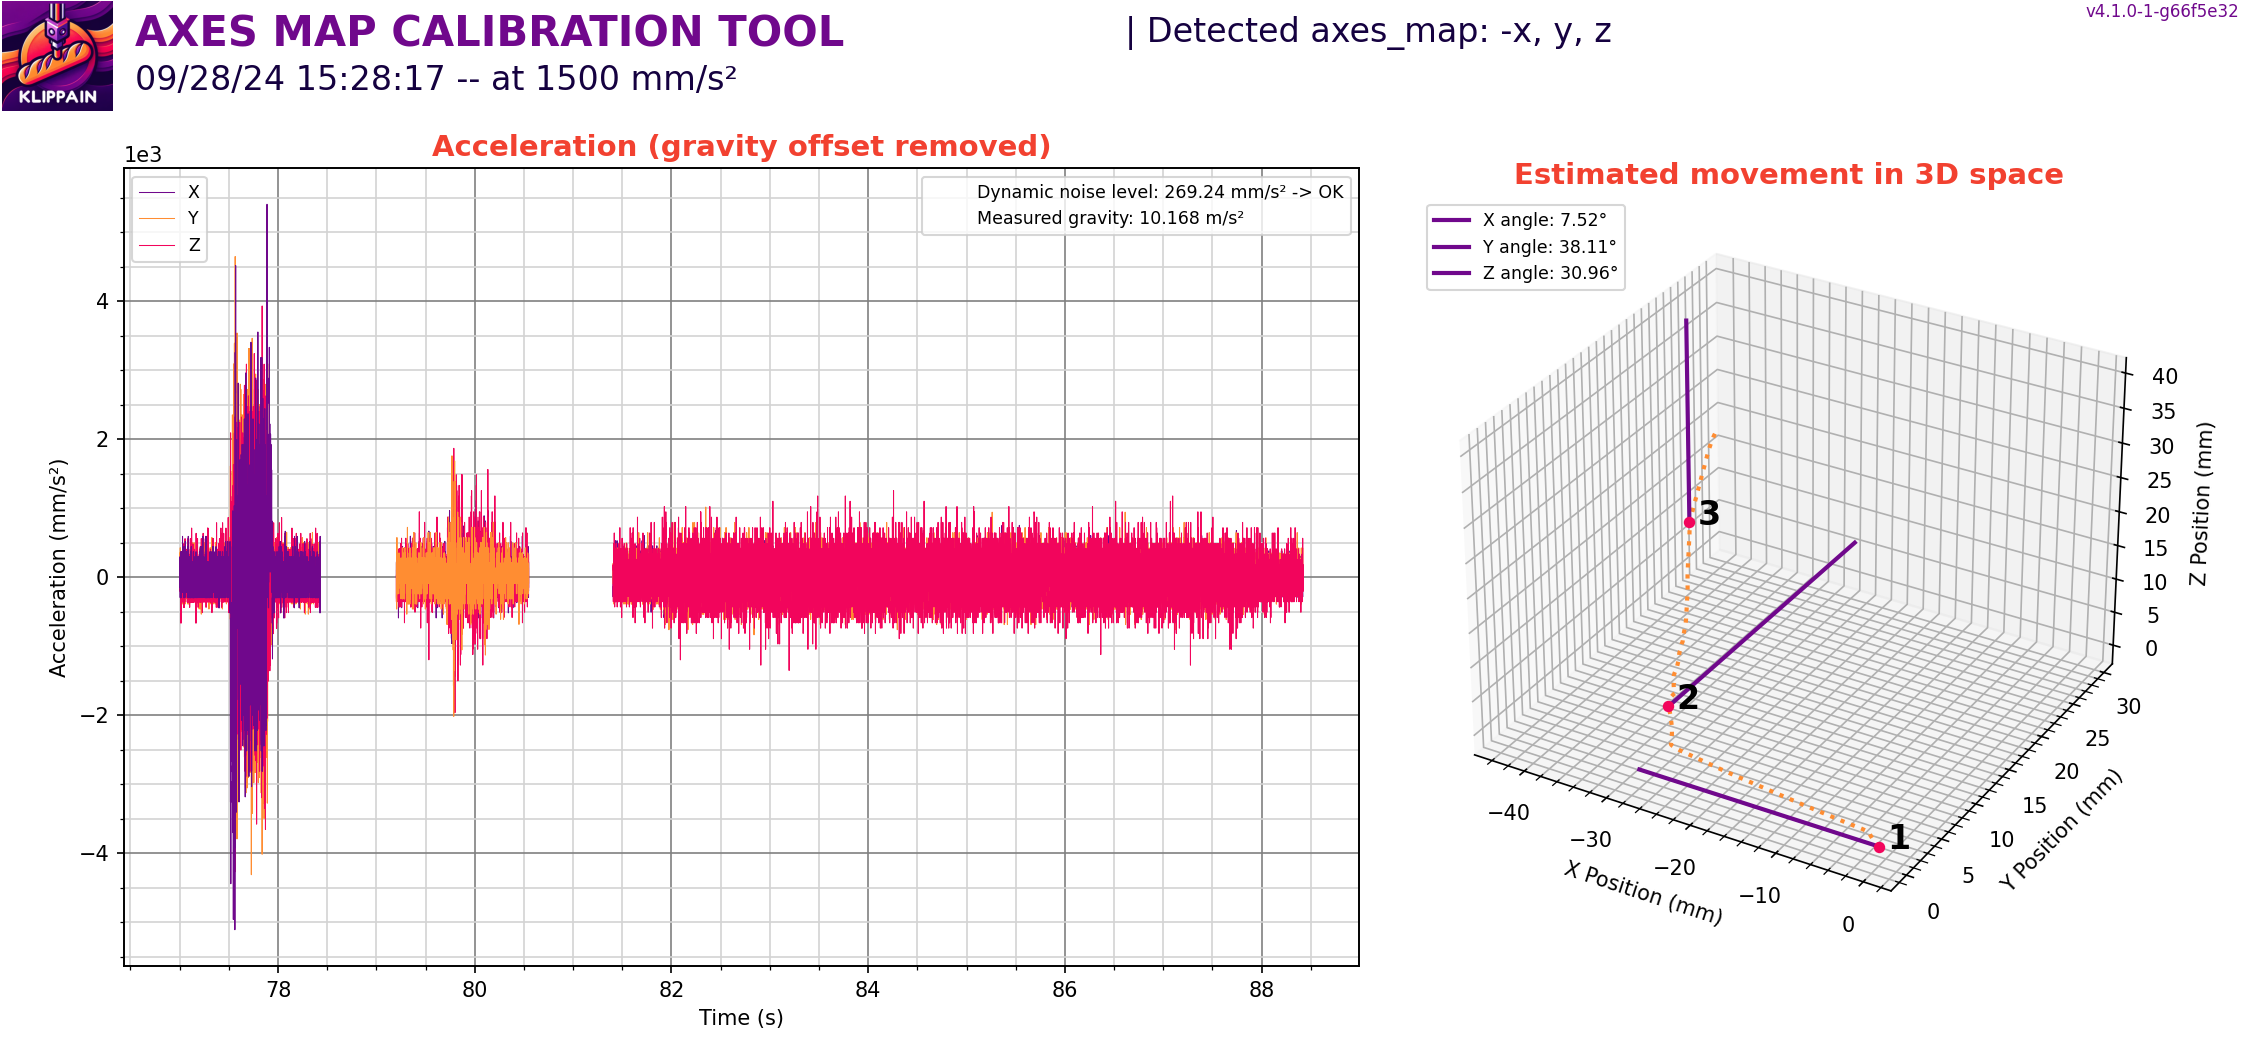 KLIPPAIN
AXES MAP CALIBRATION TOOL
09/28/24 15:28:17 -- at 1500 mm/s²
| Detected axes_map: -x, y, z
v4.1.0-1-g66f5e32
Acceleration (gravity offset removed)
1e3
X
Y
Z
Dynamic noise level: 269.24 mm/s² -> OK
Measured gravity: 10.168 m/s²
4
2
0
−2
−4
Acceleration (mm/s²)
78 80 82 84 86 88
Time (s)
Estimated movement in 3D space
X angle: 7.52°
Y angle: 38.11°
Z angle: 30.96°
3
2
1
−40 −30 −20 −10 0
X Position (mm)
0 5 10 15 20 25 30
Y Position (mm)
40
35
30
25
20
15
10
5
0
Z Position (mm)